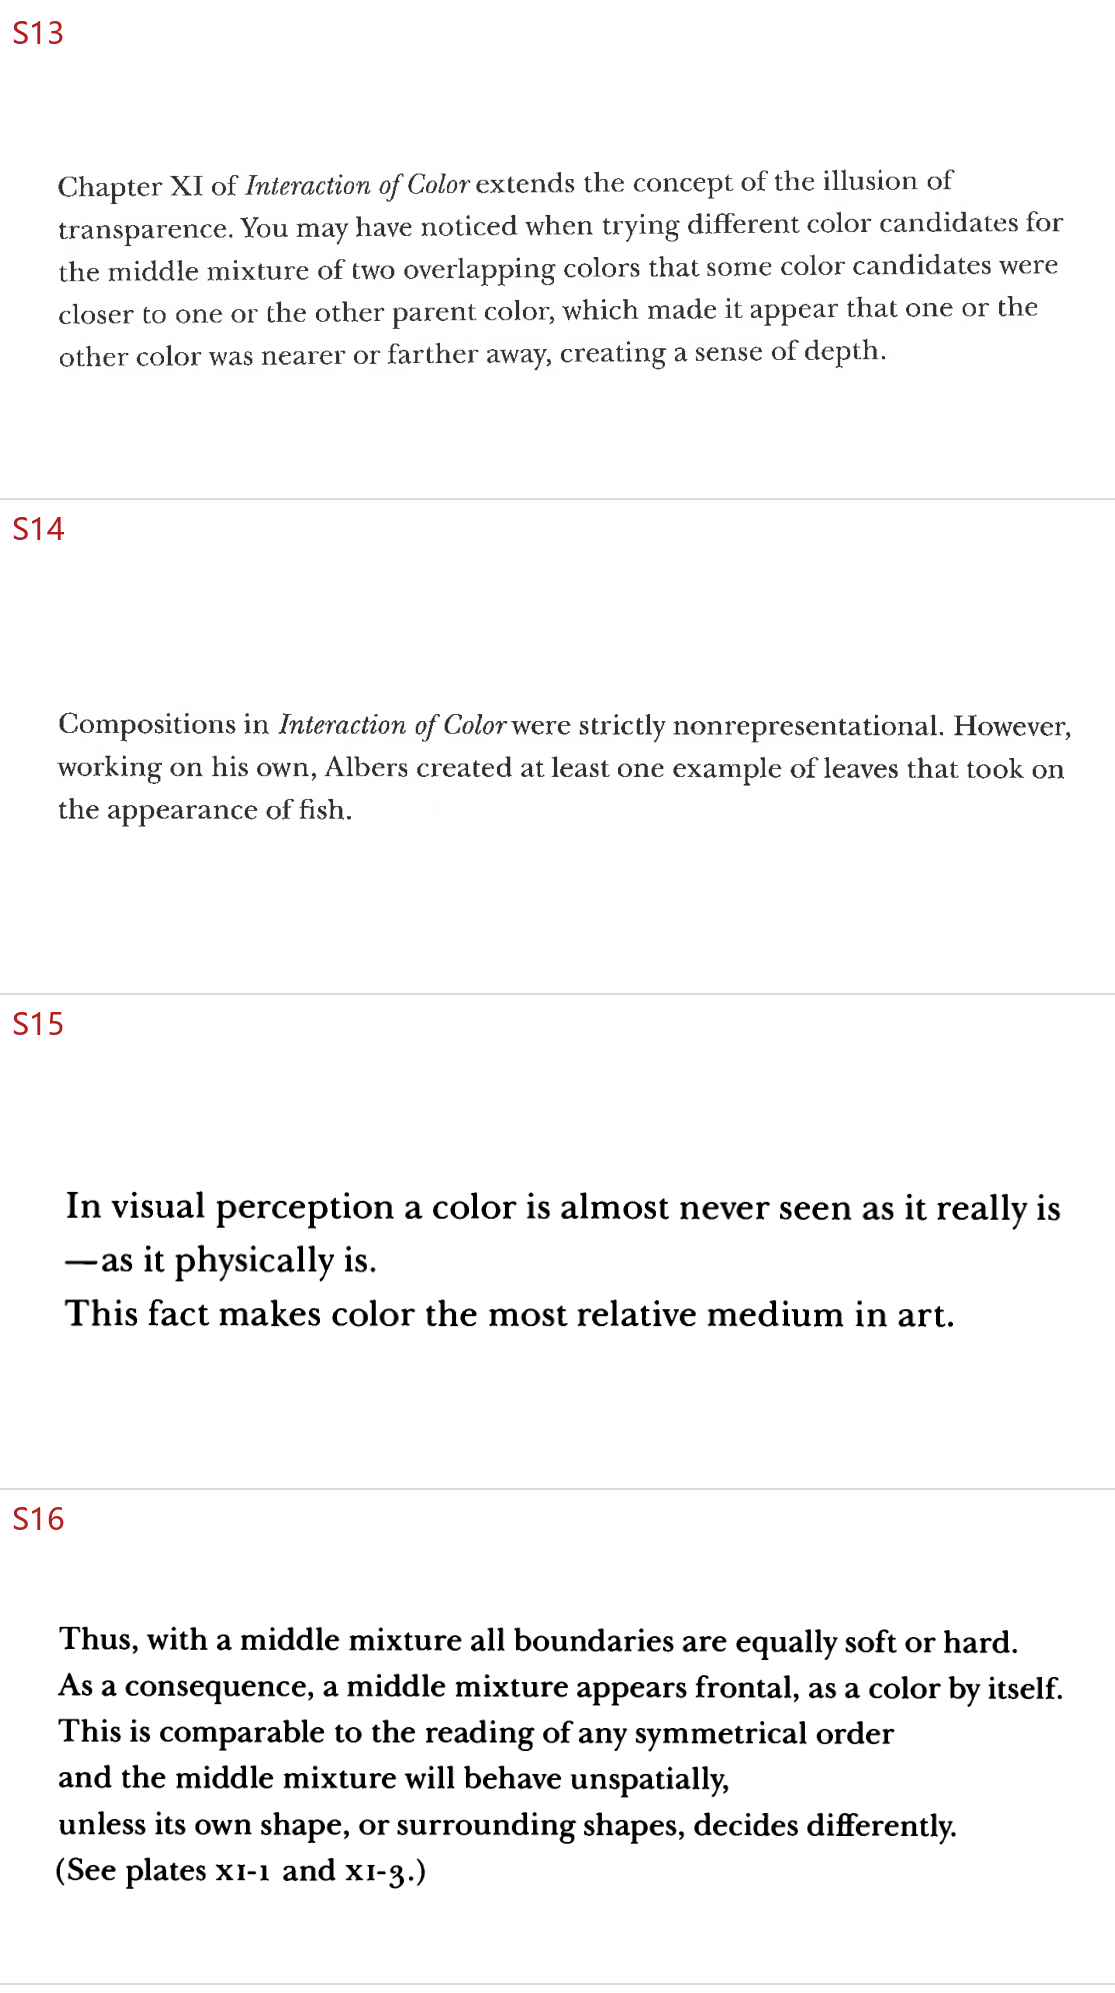 S13
Chapter XI of Interaction of Color extends the concept of the illusion of
transparence. You may have noticed when trying different color candidates for
the middle mixture of two overlapping colors that some color candidates were
closer to one or the other parent color, which made it appear that one or the
other color was nearer or farther away, creating a sense of depth.
S14
Compositions in Interaction of Color were strictly nonrepresentational. However,
working on his own, Albers created at least one example of leaves that took on
the appearance of fish.
S15
In visual perception a color is almost never seen as it really is
—as it physically is.
This fact makes color the most relative medium in art.
S16
Thus, with a middle mixture all boundaries are equally soft or hard.
As a consequence, a middle mixture appears frontal, as a color by itself.
This is comparable to the reading of any symmetrical order
and the middle mixture will behave unspatially,
unless its own shape, or surrounding shapes, decides differently.
(See plates XI-1 and XI-3.)